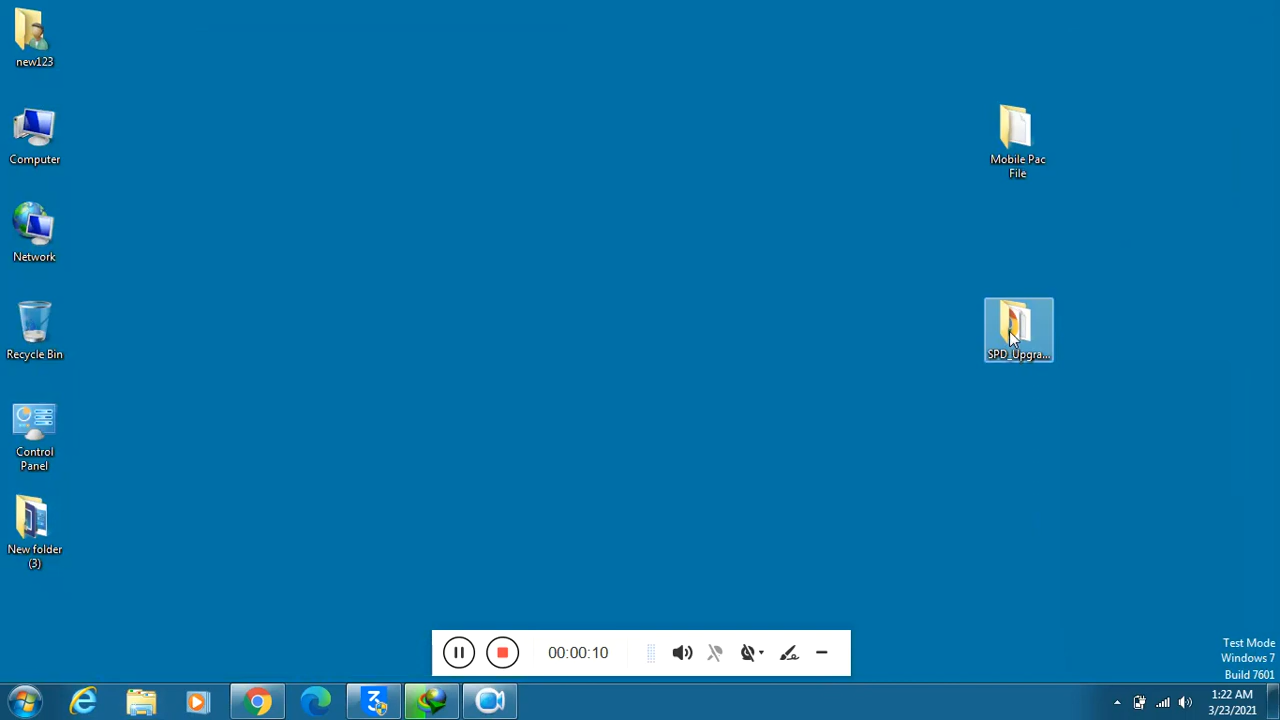 new123
Computer
Network
Recycle Bin
Control
Panel
New folder
(3)
Mobile Pac
File
SPD_Upgra...
00:00:10
Test Mode
Windows 7
Build 7601
1:22 AM
3/23/2021